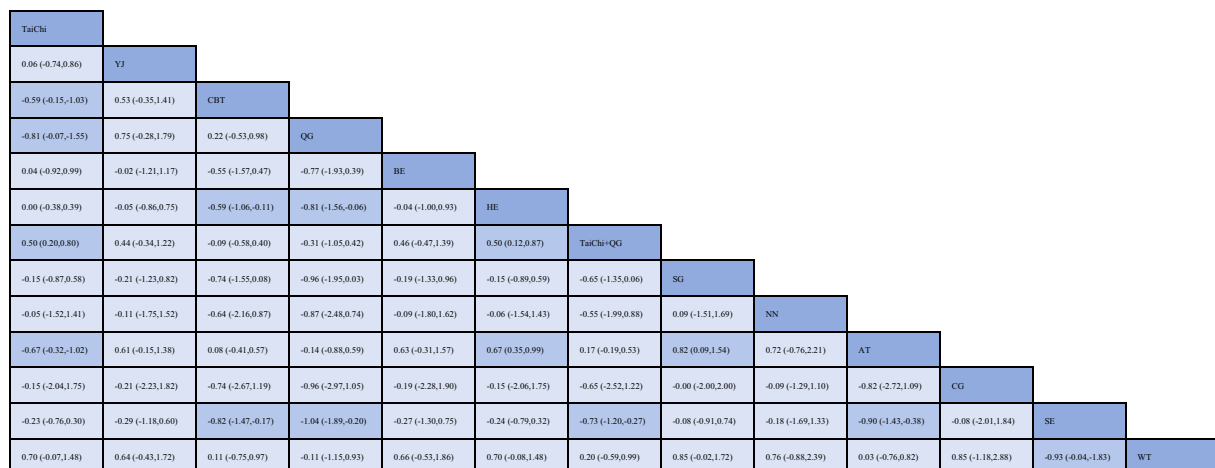 TaiChi
0.06 (-0.74,0.86) YJ
-0.59 (-0.15,-1.03) 0.53 (-0.35,1.41) CBT
-0.81 (-0.07,-1.55) 0.75 (-0.28,1.79) 0.22 (-0.53,0.98) QG
0.04 (-0.92,0.99) -0.02 (-1.21,1.17) -0.55 (-1.57,0.47) -0.77 (-1.93,0.39) BE
0.00 (-0.38,0.39) -0.05 (-0.86,0.75) -0.59 (-1.06,-0.11) -0.81 (-1.56,-0.06) -0.04 (-1.00,0.93) HE
0.50 (0.20,0.80) 0.44 (-0.34,1.22) -0.09 (-0.58,0.40) -0.31 (-1.05,0.42) 0.46 (-0.47,1.39) 0.50 (0.12,0.87) TaiChi+QG
-0.15 (-0.87,0.58) -0.21 (-1.23,0.82) -0.74 (-1.55,0.08) -0.96 (-1.95,0.03) -0.19 (-1.33,0.96) -0.15 (-0.89,0.59) -0.65 (-1.35,0.06) SG
-0.05 (-1.52,1.41) -0.11 (-1.75,1.52) -0.64 (-2.16,0.87) -0.87 (-2.48,0.74) -0.09 (-1.80,1.62) -0.06 (-1.54,1.43) -0.55 (-1.99,0.88) 0.09 (-1.51,1.69) NN
-0.67 (-0.32,-1.02) 0.61 (-0.15,1.38) 0.08 (-0.41,0.57) -0.14 (-0.88,0.59) 0.63 (-0.31,1.57) 0.67 (0.35,0.99) 0.17 (-0.19,0.53) 0.82 (0.09,1.54) 0.72 (-0.76,2.21) AT
-0.15 (-2.04,1.75) -0.21 (-2.23,1.82) -0.74 (-2.67,1.19) -0.96 (-2.97,1.05) -0.19 (-2.28,1.90) -0.15 (-2.06,1.75) -0.65 (-2.52,1.22) -0.00 (-2.00,2.00) -0.09 (-1.29,1.10) -0.82 (-2.72,1.09) CG
-0.23 (-0.76,0.30) -0.29 (-1.18,0.60) -0.82 (-1.47,-0.17) -1.04 (-1.89,-0.20) -0.27 (-1.30,0.75) -0.24 (-0.79,0.32) -0.73 (-1.20,-0.27) -0.08 (-0.91,0.74) -0.18 (-1.69,1.33) -0.90 (-1.43,-0.38) -0.08 (-2.01,1.84) SE
0.70 (-0.07,1.48) 0.64 (-0.43,1.72) 0.11 (-0.75,0.97) -0.11 (-1.15,0.93) 0.66 (-0.53,1.86) 0.70 (-0.08,1.48) 0.20 (-0.59,0.99) 0.85 (-0.02,1.72) 0.76 (-0.88,2.39) 0.03 (-0.76,0.82) 0.85 (-1.18,2.88) -0.93 (-0.04,-1.83) WT